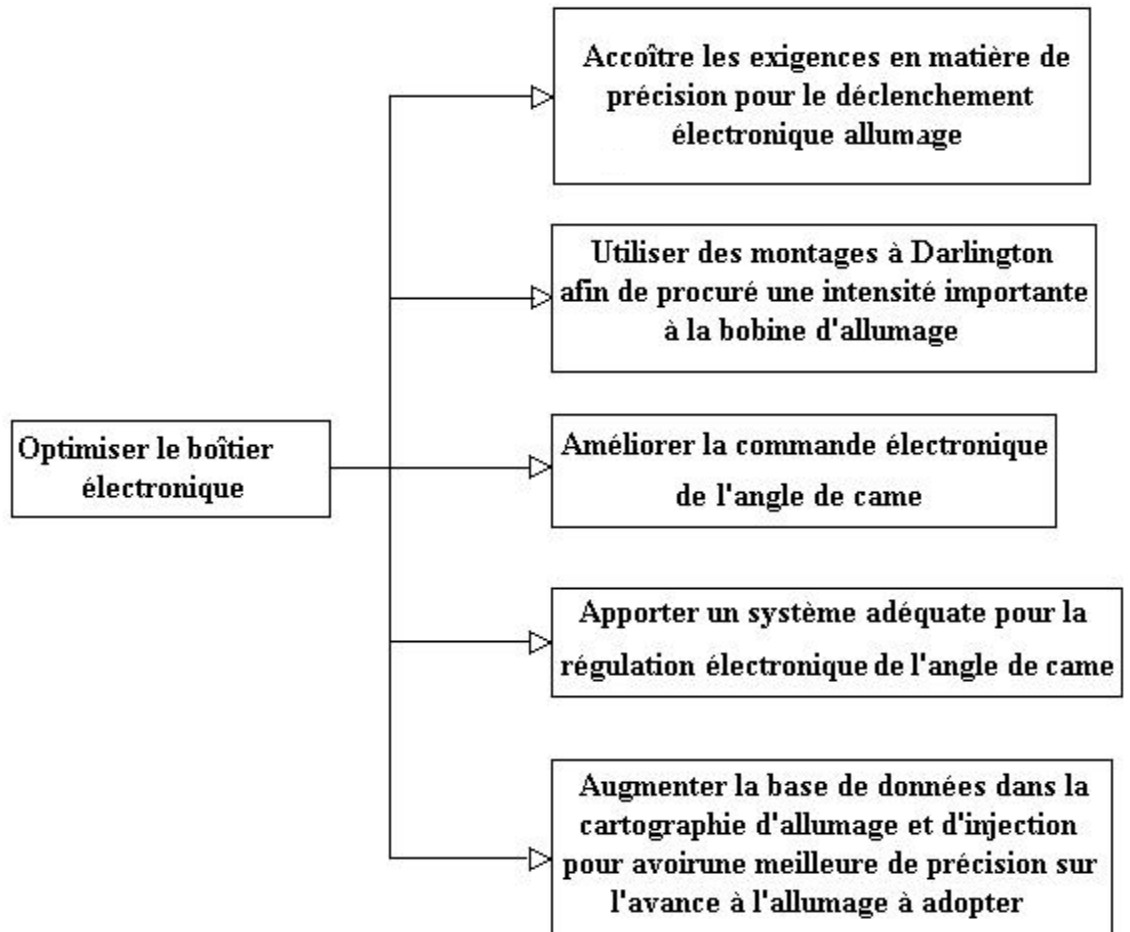 Accoître les exigences en matière de
précision pour le déclenchement
électronique allumage
Utiliser des montages à Darlington
afin de procuré une intensité importante
à la bobine d'allumage
Optimiser le boîtier
électronique
Améliorer la commande électronique
de l'angle de came
Apporter un système adéquate pour la
régulation électronique de l'angle de came
Augmenter la base de données dans la
cartographie d'allumage et d'injection
pour avoirune meilleure de précision sur
l'avance à l'allumage à adopter